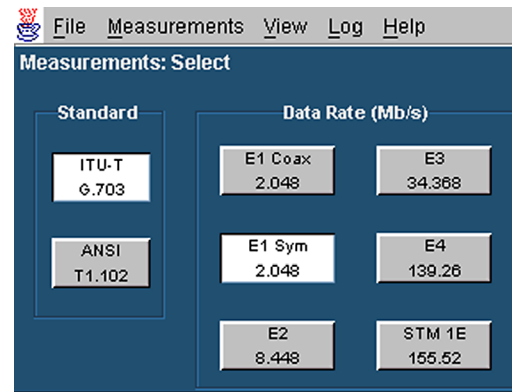 File Measurements View Log Help
Measurements: Select
Standard
Data Rate (Mb/s)
ITU-T
G.703
E1 Coax
2.048
E3
34.368
ANSI
T1.102
E1 Sym
2.048
E4
139.26
E2
8.448
STM 1E
155.52